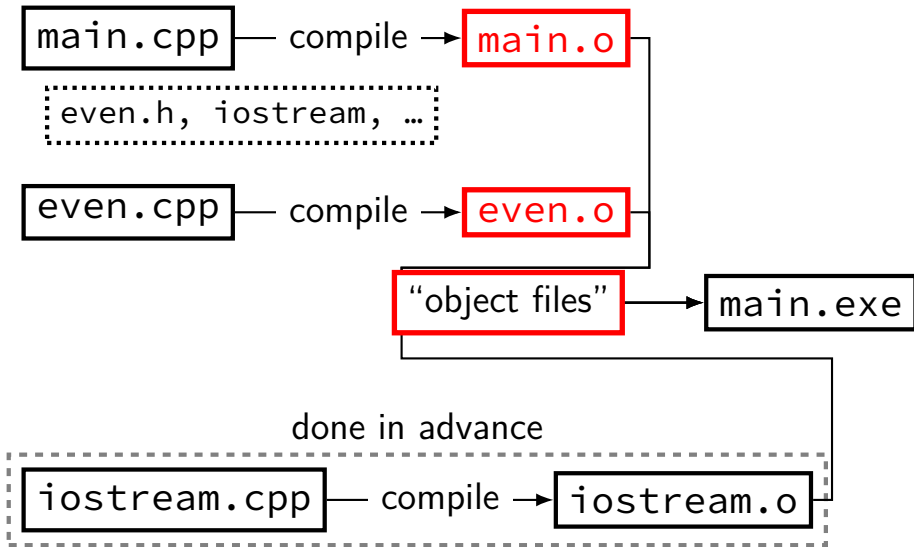 main.cpp compile main.o
even.h, iostream, …
even.cpp compile even.o
“object files” main.exe
done in advance
iostream.cpp compile iostream.o